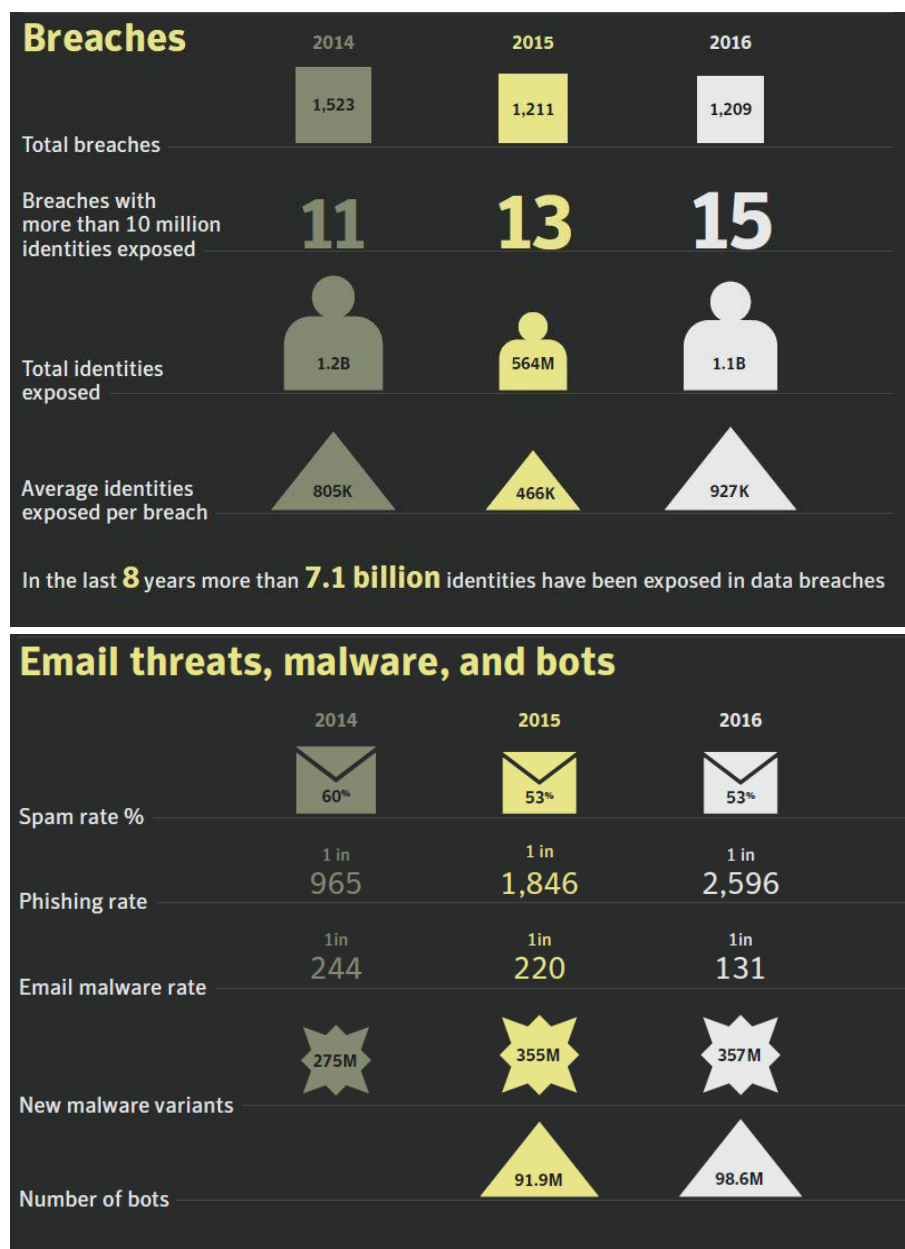 Breaches
2014 2015 2016
1,523 1,211 1,209
Total breaches
Breaches with
more than 10 million
identities exposed
11 13 15
1.2B 564M 1.1B
Total identities
exposed
805K 466K 927K
Average identities
exposed per breach
In the last 8 years more than 7.1 billion identities have been exposed in data breaches
Email threats, malware, and bots
2014 2015 2016
60% 53% 53%
Spam rate %
1 in 1 in 1 in
965 1,846 2,596
Phishing rate
1in 1in 1in
244 220 131
Email malware rate
275M 355M 357M
New malware variants
91.9M 98.6M
Number of bots